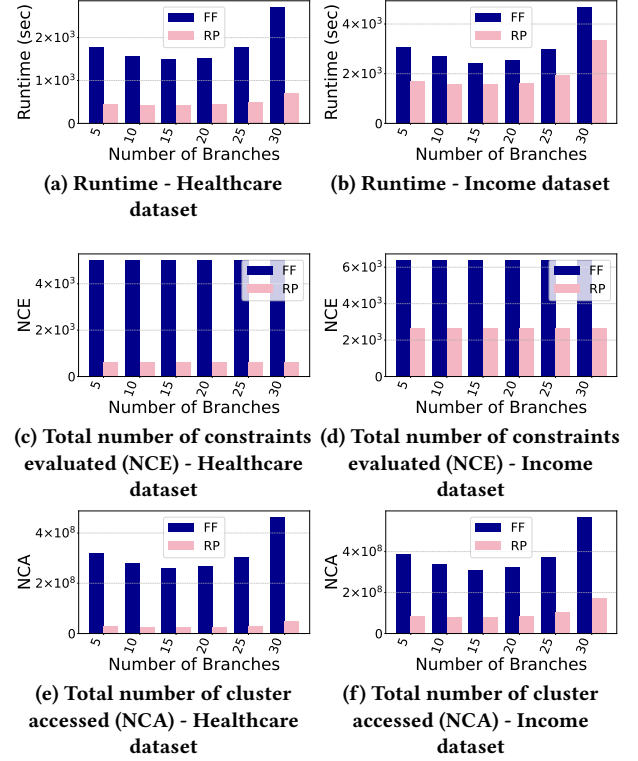 Runtime (sec)
2×10³
1×10³
0
FF
RP
5
10
15
20
25
30
Number of Branches
(a) Runtime - Healthcare
dataset
Runtime (sec)
4×10³
2×10³
0
FF
RP
5
10
15
20
25
30
Number of Branches
(b) Runtime - Income dataset
NCE
4×10³
2×10³
0
FF
RP
5
10
15
20
25
30
Number of Branches
(c) Total number of constraints
evaluated (NCE) - Healthcare
dataset
NCE
6×10³
4×10³
2×10³
0
FF
RP
5
10
15
20
25
30
Number of Branches
(d) Total number of constraints
evaluated (NCE) - Income
dataset
NCA
4×10⁸
2×10⁸
0
FF
RP
5
10
15
20
25
30
Number of Branches
(e) Total number of cluster
accessed (NCA) - Healthcare
dataset
NCA
4×10⁸
2×10⁸
0
FF
RP
5
10
15
20
25
30
Number of Branches
(f) Total number of cluster
accessed (NCA) - Income
dataset